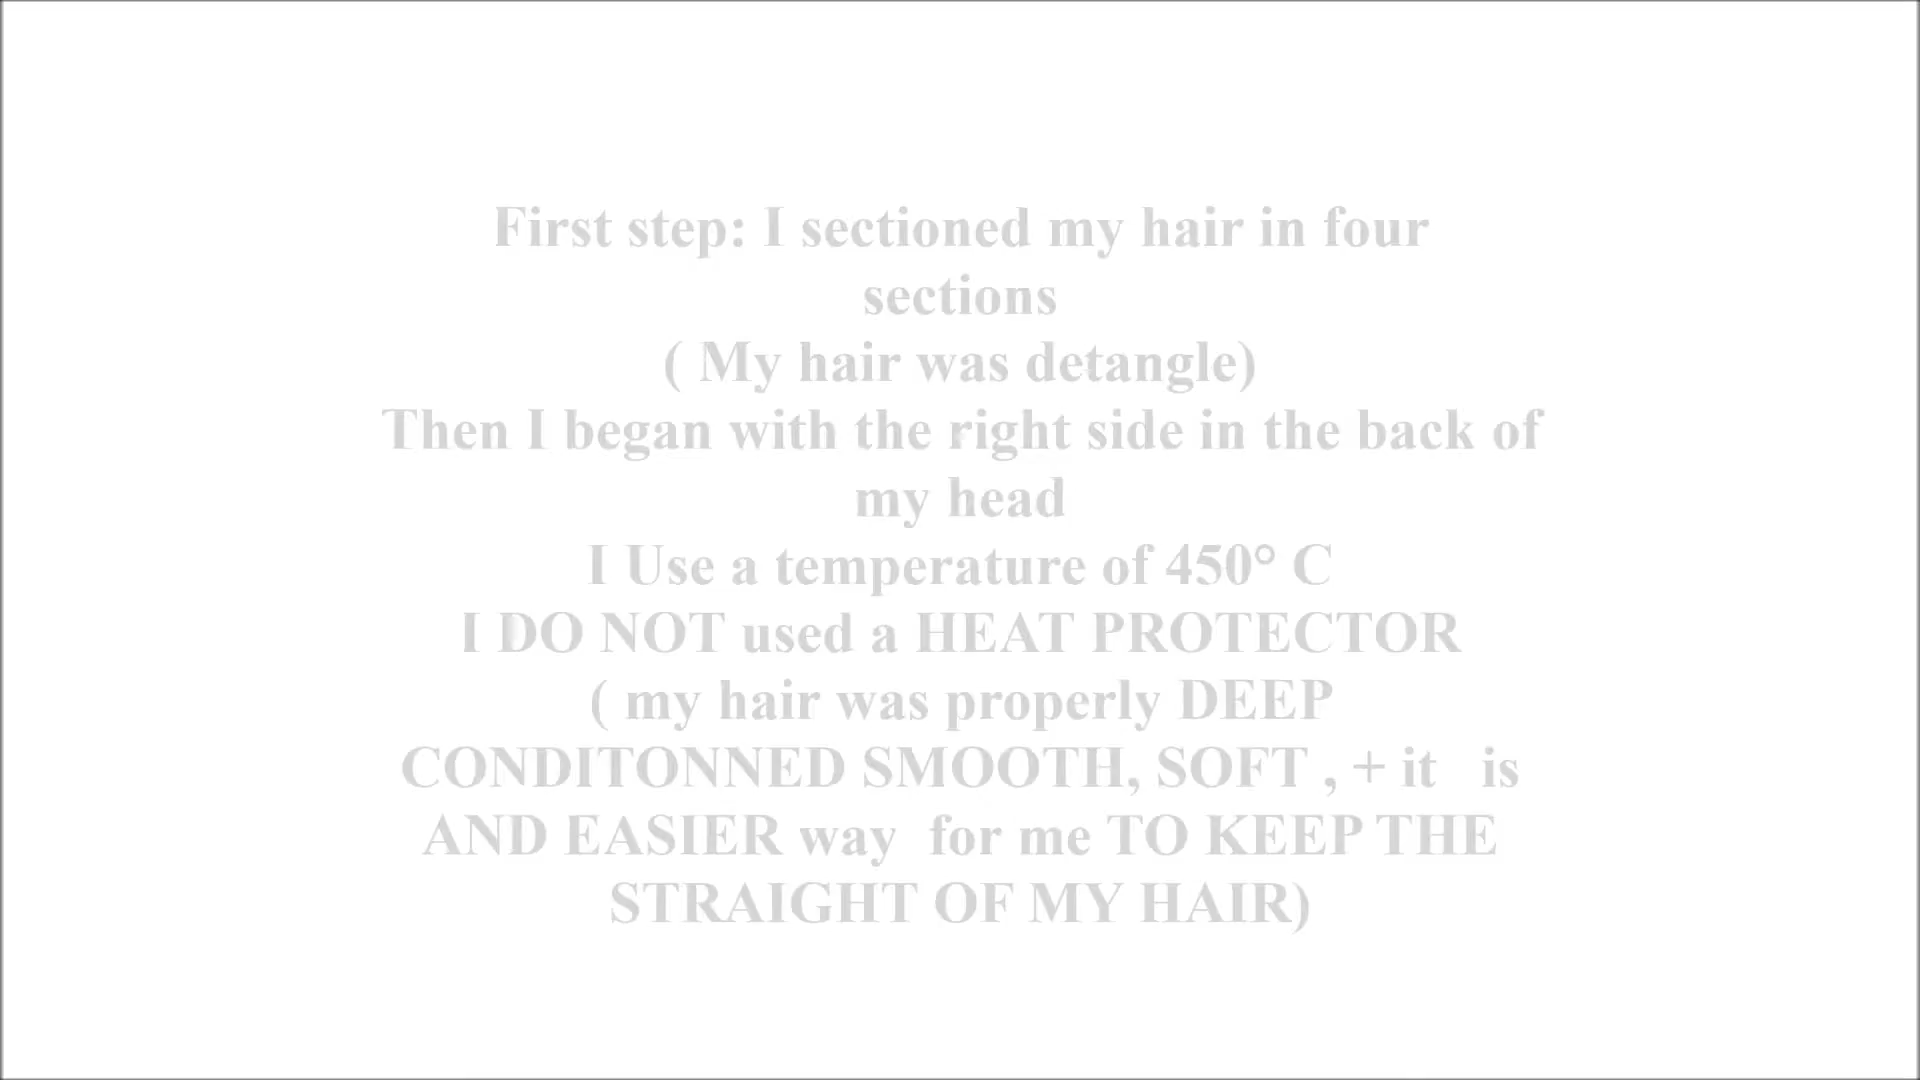 First step: I sectioned my hair in four
sections
( My hair was detangle)
Then I began with the right side in the back of
my head
I Use a temperature of 450° C
I DO NOT used a HEAT PROTECTOR
( my hair was properly DEEP
CONDITONNED SMOOTH, SOFT , + it   is
AND EASIER way  for me TO KEEP THE
STRAIGHT OF MY HAIR)